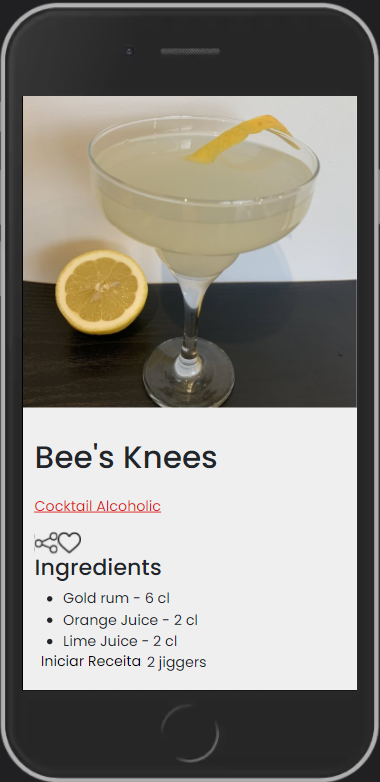 Bee's Knees
Cocktail Alcoholic
Ingredients
Gold rum - 6 cl
Orange Juice - 2 cl
Lime Juice - 2 cl
Iniciar Receita 2 jiggers